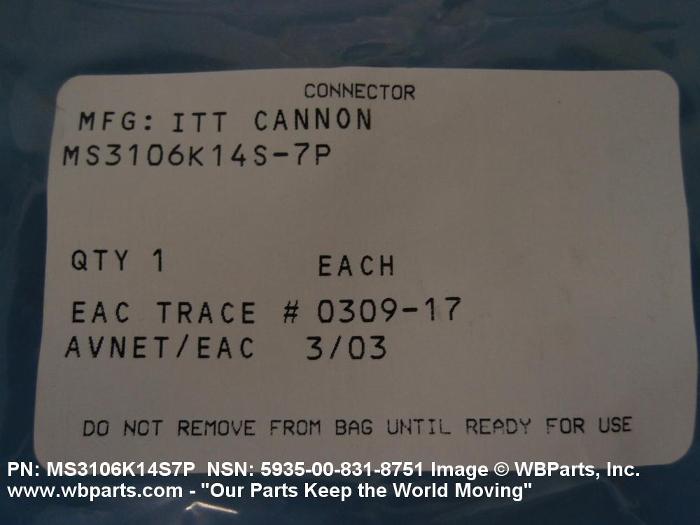 CONNECTOR
MFG: ITT CANNON
MS3106K14S-7P
QTY 1 EACH
EAC TRACE # 0309-17
AVNET/EAC 3/03
DO NOT REMOVE FROM BAG UNTIL READY FOR USE
PN: MS3106K14S7P NSN: 5935-00-831-8751 Image © WBParts, Inc.
www.wbparts.com - "Our Parts Keep the World Moving"